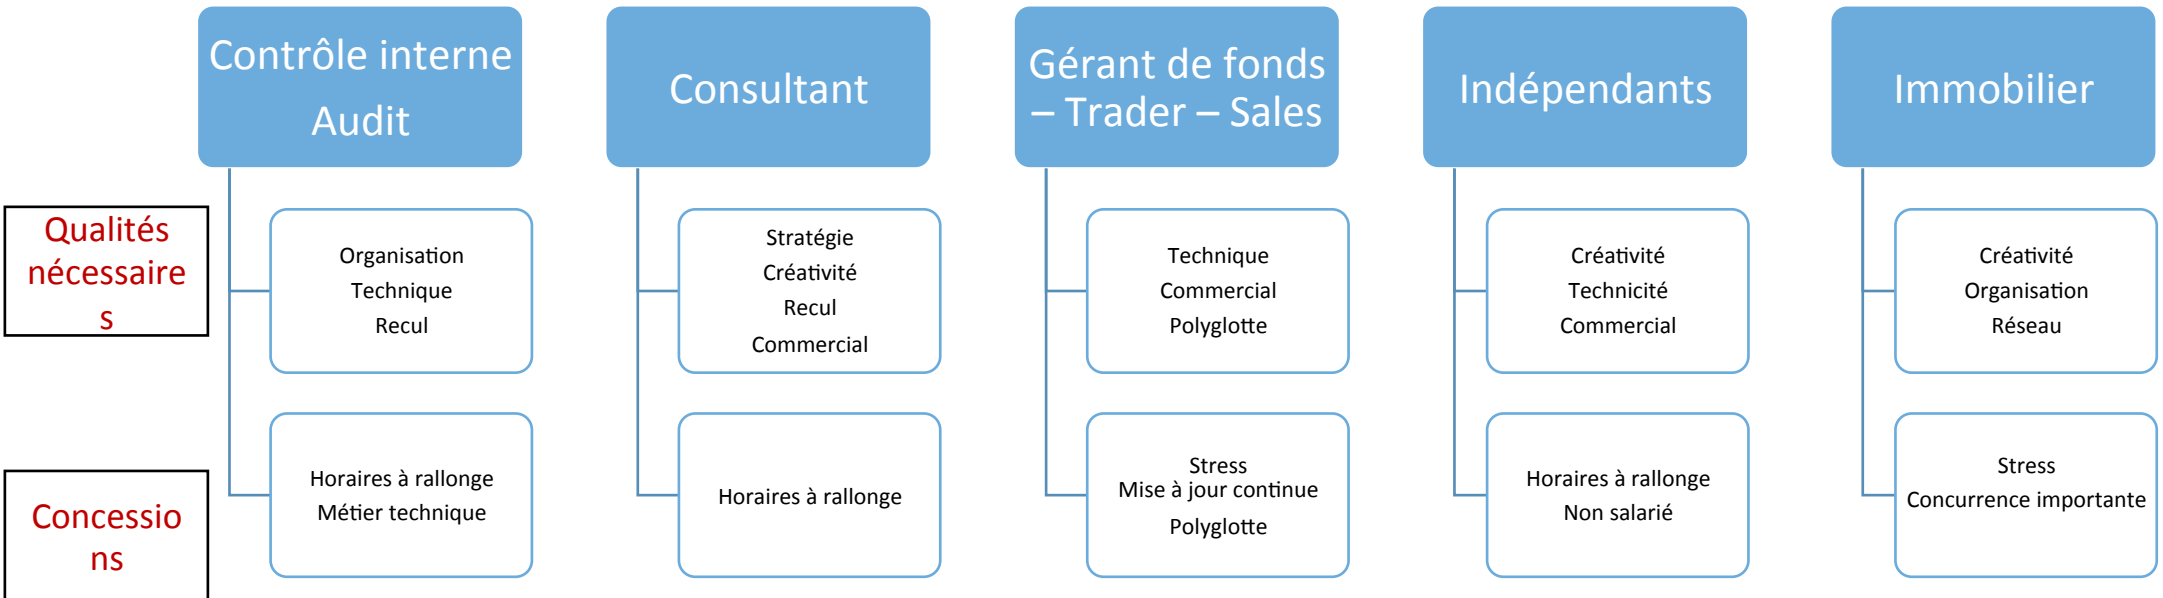 Contrôle interne
Audit
Consultant
Gérant de fonds
– Trader – Sales
Indépendants
Immobilier
Qualités
nécessaire
s
Organisation
Technique
Recul
Stratégie
Créativité
Recul
Commercial
Technique
Commercial
Polyglotte
Créativité
Technicité
Commercial
Créativité
Organisation
Réseau
Concessio
ns
Horaires à rallonge
Métier technique
Horaires à rallonge
Stress
Mise à jour continue
Polyglotte
Horaires à rallonge
Non salarié
Stress
Concurrence importante